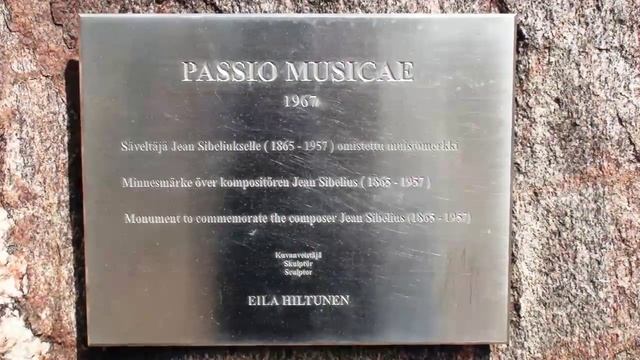 PASSIO MUSICAE
1967
Säveltäjä Jean Sibeliukselle ( 1865 - 1957 ) omistettu muistomerkki
Minnesmärke över kompositören Jean Sibelius ( 1865 - 1957 )
Monument to commemorate the composer Jean Sibelius (1865 - 1957)
Kuvanveistäjä
Skulptör
Sculptor
EILA HILTUNEN